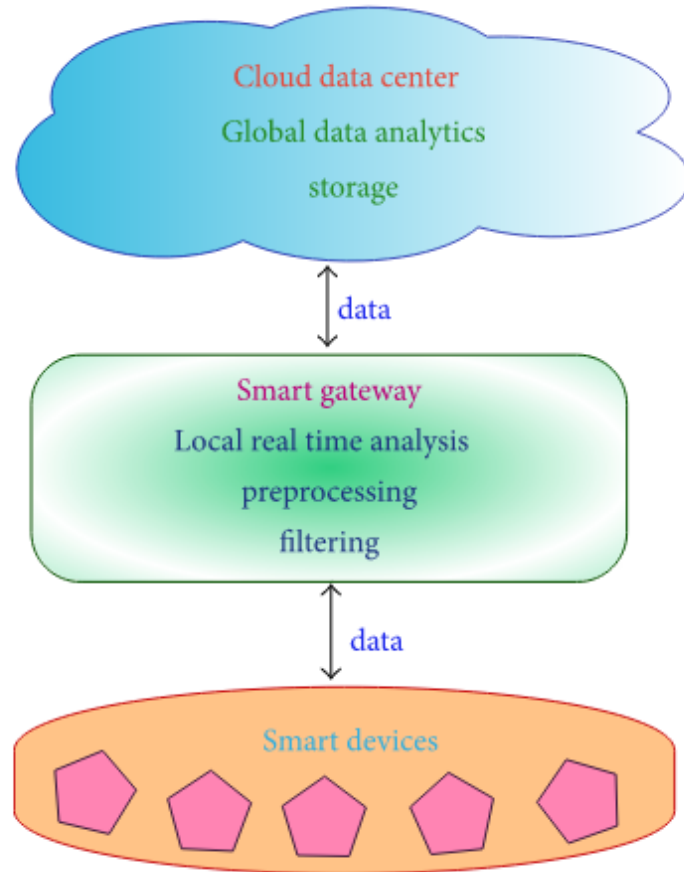 Cloud data center
Global data analytics
storage
data
Smart gateway
Local real time analysis
preprocessing
filtering
data
Smart devices